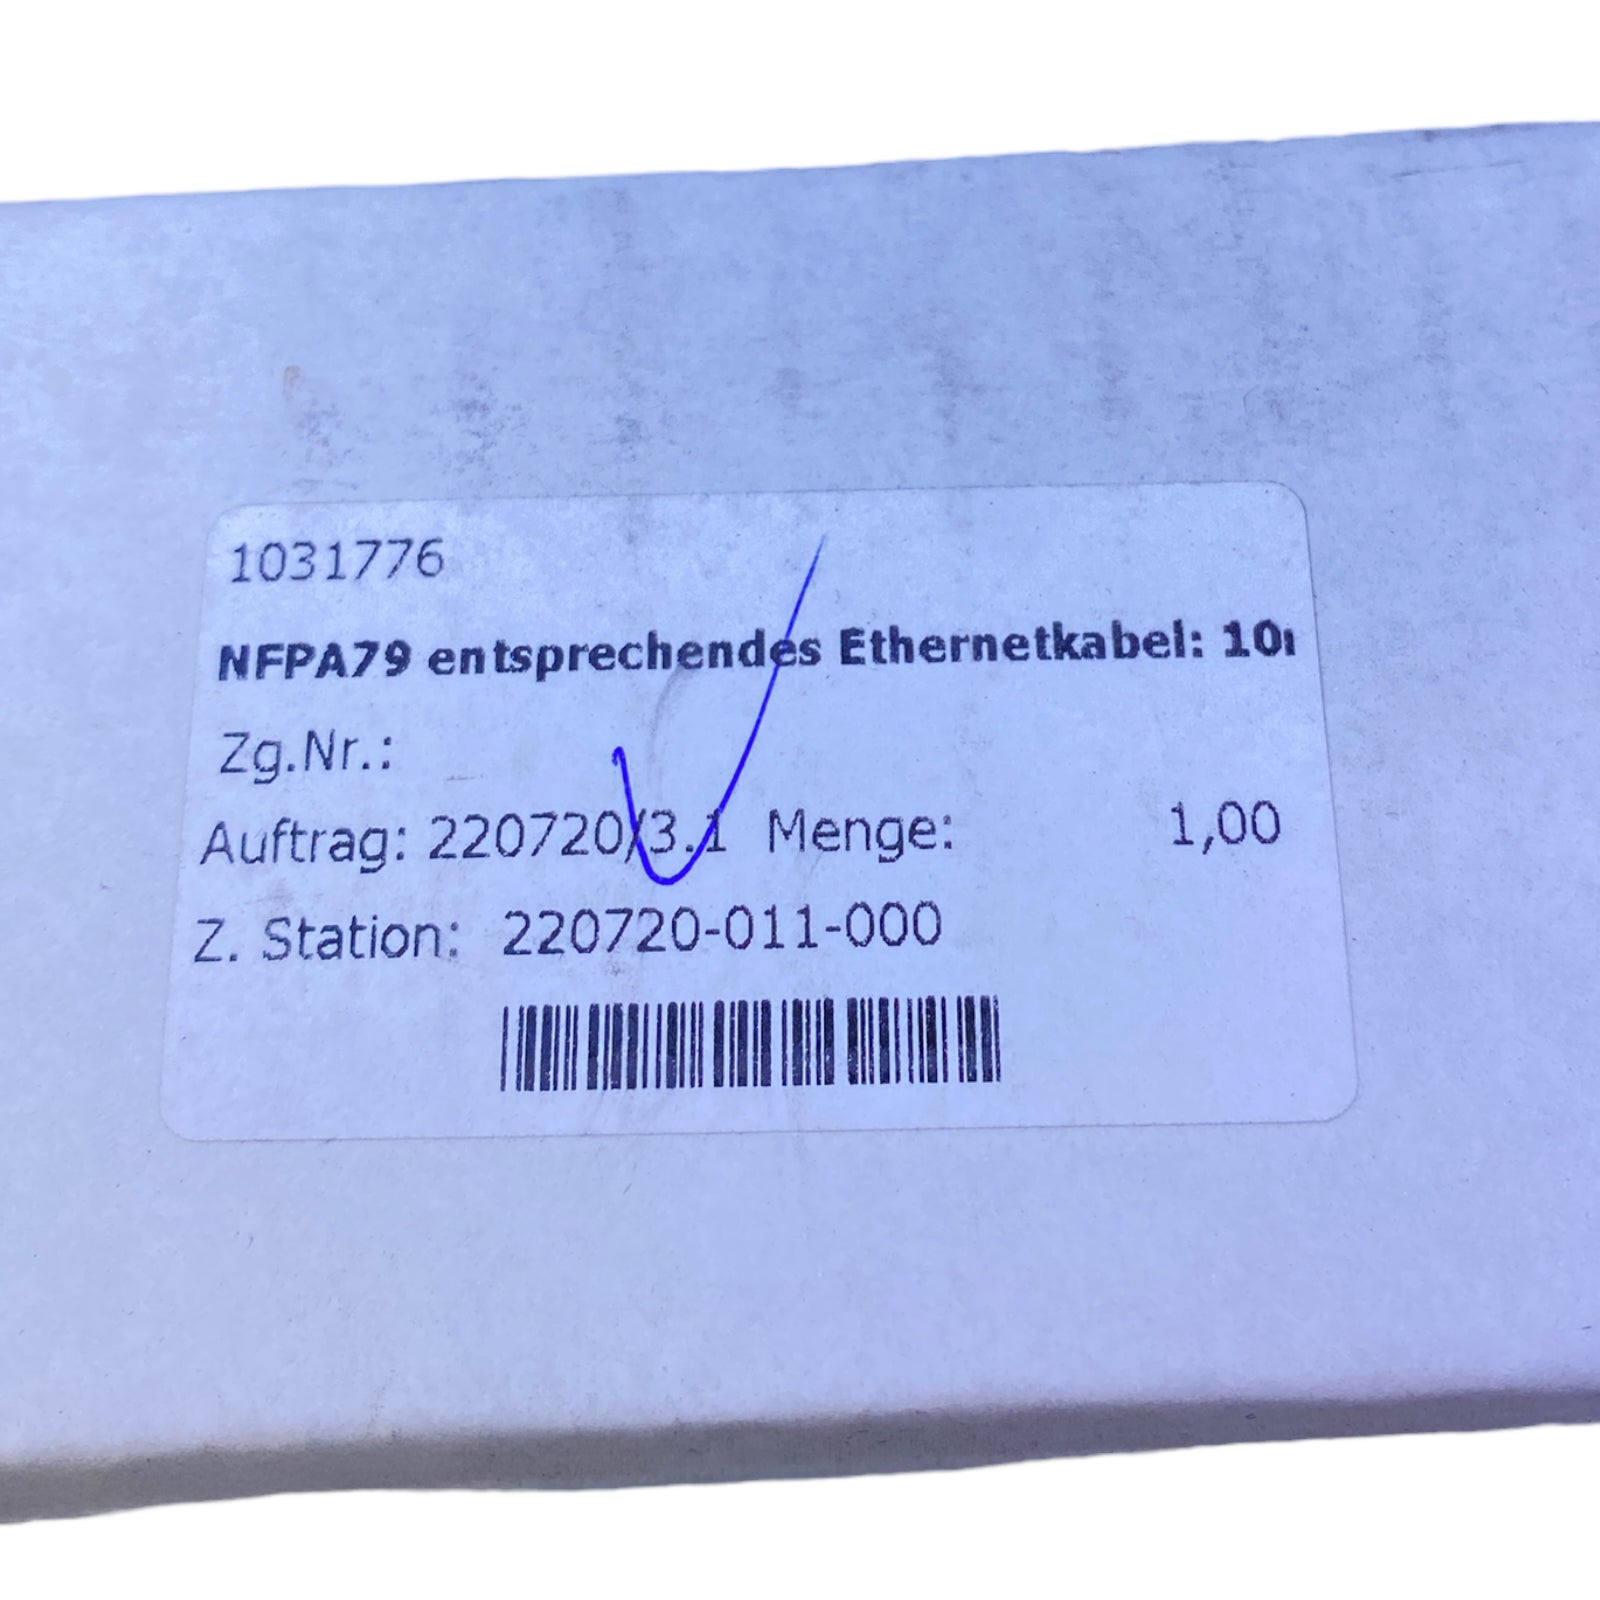 1031776
NFPA79 entsprechendes Ethernetkabel: 10
Zg.Nr.:
Auftrag: 220720/3.1 Menge: 1,00
Z. Station: 220720-011-000